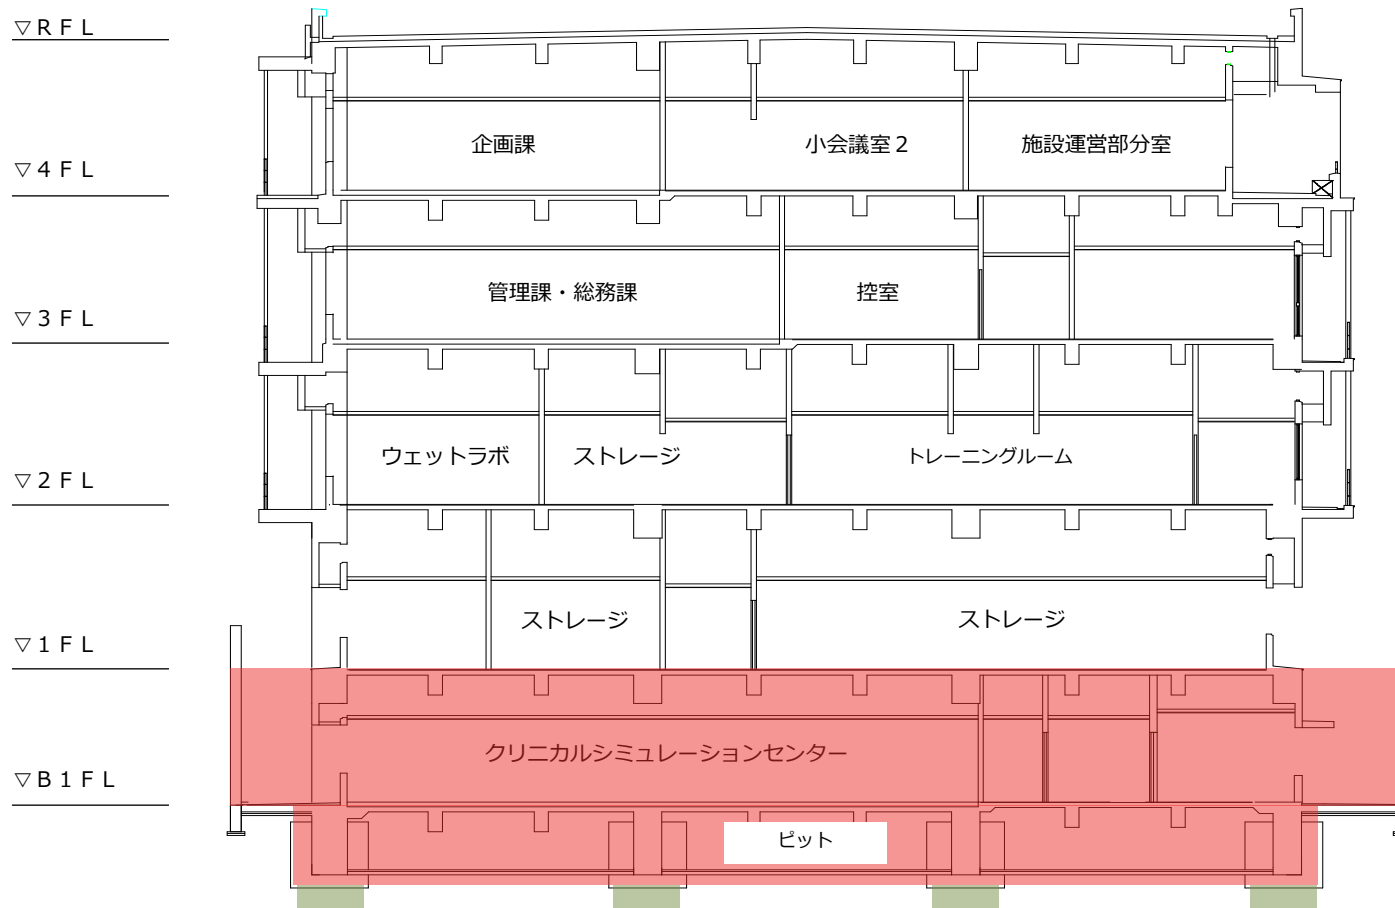 ▽ＲＦＬ
企画課
小会議室２
施設運営部分室
▽４ＦＬ
管理課・総務課
控室
▽３ＦＬ
ウェットラボ
ストレージ
トレーニングルーム
▽２ＦＬ
ストレージ
ストレージ
▽１ＦＬ
クリニカルシミュレーションセンター
▽Ｂ１ＦＬ
ピット